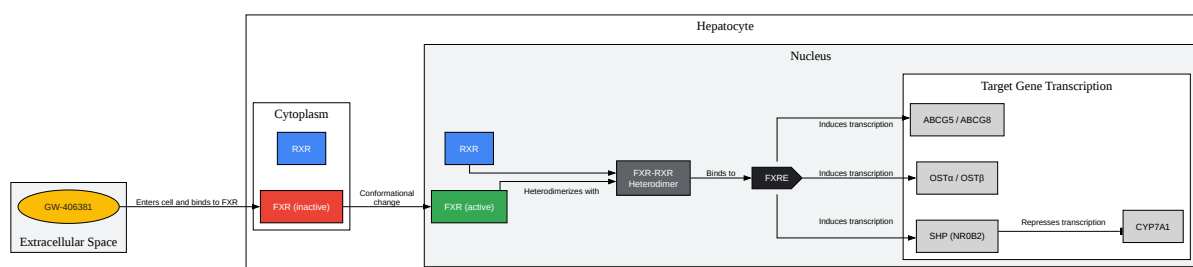 Hepatocyte
Nucleus
Target Gene Transcription
Cytoplasm
ABCG5 / ABCG8
Induces transcription
RXR
RXR
FXR-RXR
Heterodimer
Binds to
FXRE
Induces transcription
OSTα / OSTβ
Heterodimerizes with
Conformational
change
GW-406381
Enters cell and binds to FXR
FXR (inactive)
FXR (active)
Extracellular Space
Induces transcription
SHP (NR0B2)
Represses transcription
CYP7A1